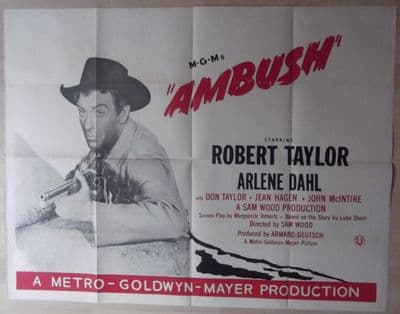 M-G-M's
"AMBUSH"
STARRING
ROBERT TAYLOR
ARLENE DAHL
with DON TAYLOR · JEAN HAGEN · JOHN McINTIRE
A SAM WOOD PRODUCTION
Screen Play by Marguerite Roberts · Based on the Story by Luke Short
Directed by SAM WOOD
Produced by ARMAND DEUTSCH
A Metro-Goldwyn-Mayer Picture
U
A METRO-GOLDWYN-MAYER PRODUCTION